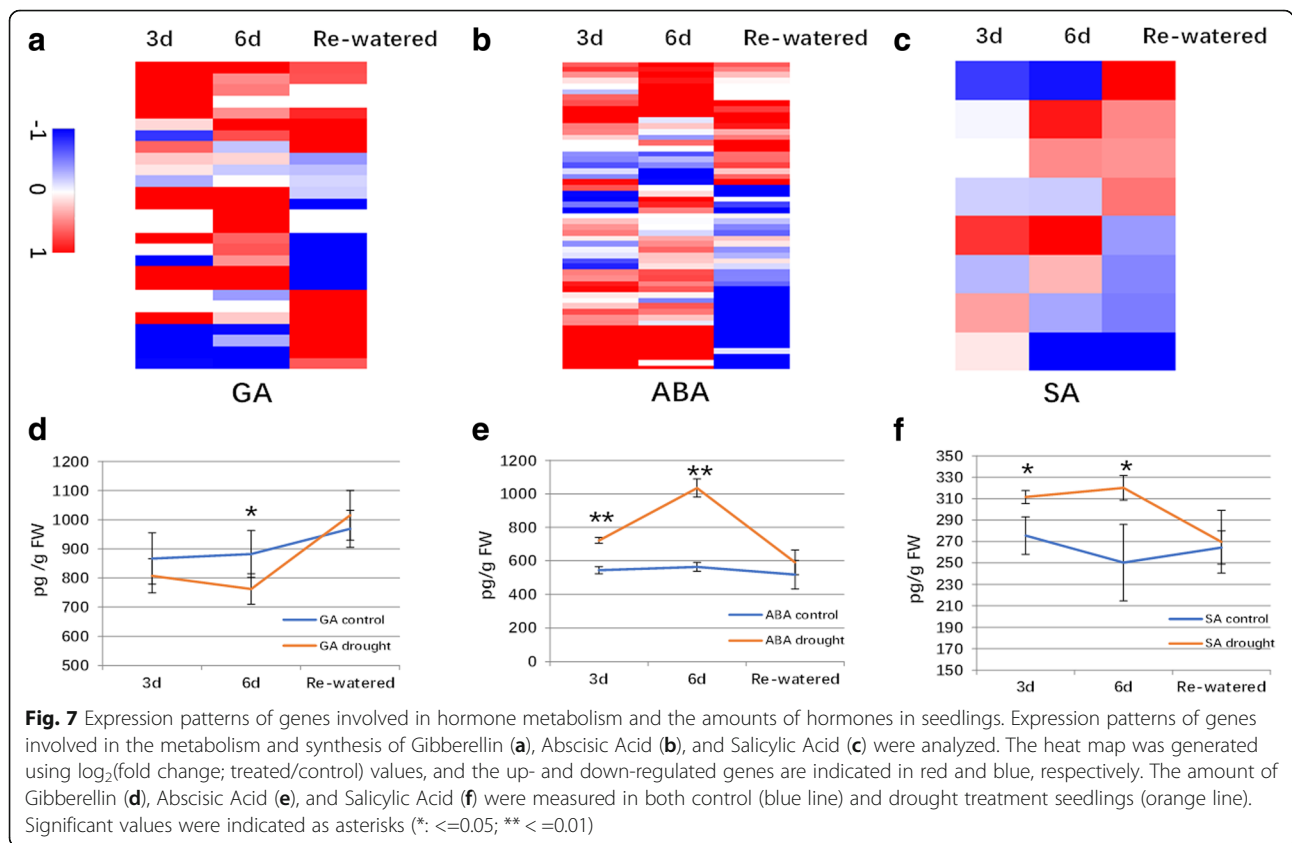 a
3d 6d Re-watered
-1
0
1
GA
b
3d 6d Re-watered
ABA
c
3d 6d Re-watered
SA
d
1200
1100
1000
900
800
700
600
500
pg /g FW
*
GA control
GA drought
3d 6d Re-watered
e
1200
1000
800
600
400
200
0
pg/g FW
**
**
ABA control
ABA drought
3d 6d Re-watered
f
350
330
310
290
270
250
230
210
190
170
150
pg/g FW
*
*
SA control
SA drought
3d 6d Re-watered
Fig. 7 Expression patterns of genes involved in hormone metabolism and the amounts of hormones in seedlings. Expression patterns of genes
involved in the metabolism and synthesis of Gibberellin (a), Abscisic Acid (b), and Salicylic Acid (c) were analyzed. The heat map was generated
using log₂(fold change; treated/control) values, and the up- and down-regulated genes are indicated in red and blue, respectively. The amount of
Gibberellin (d), Abscisic Acid (e), and Salicylic Acid (f) were measured in both control (blue line) and drought treatment seedlings (orange line).
Significant values were indicated as asterisks (*: <=0.05; ** < =0.01)